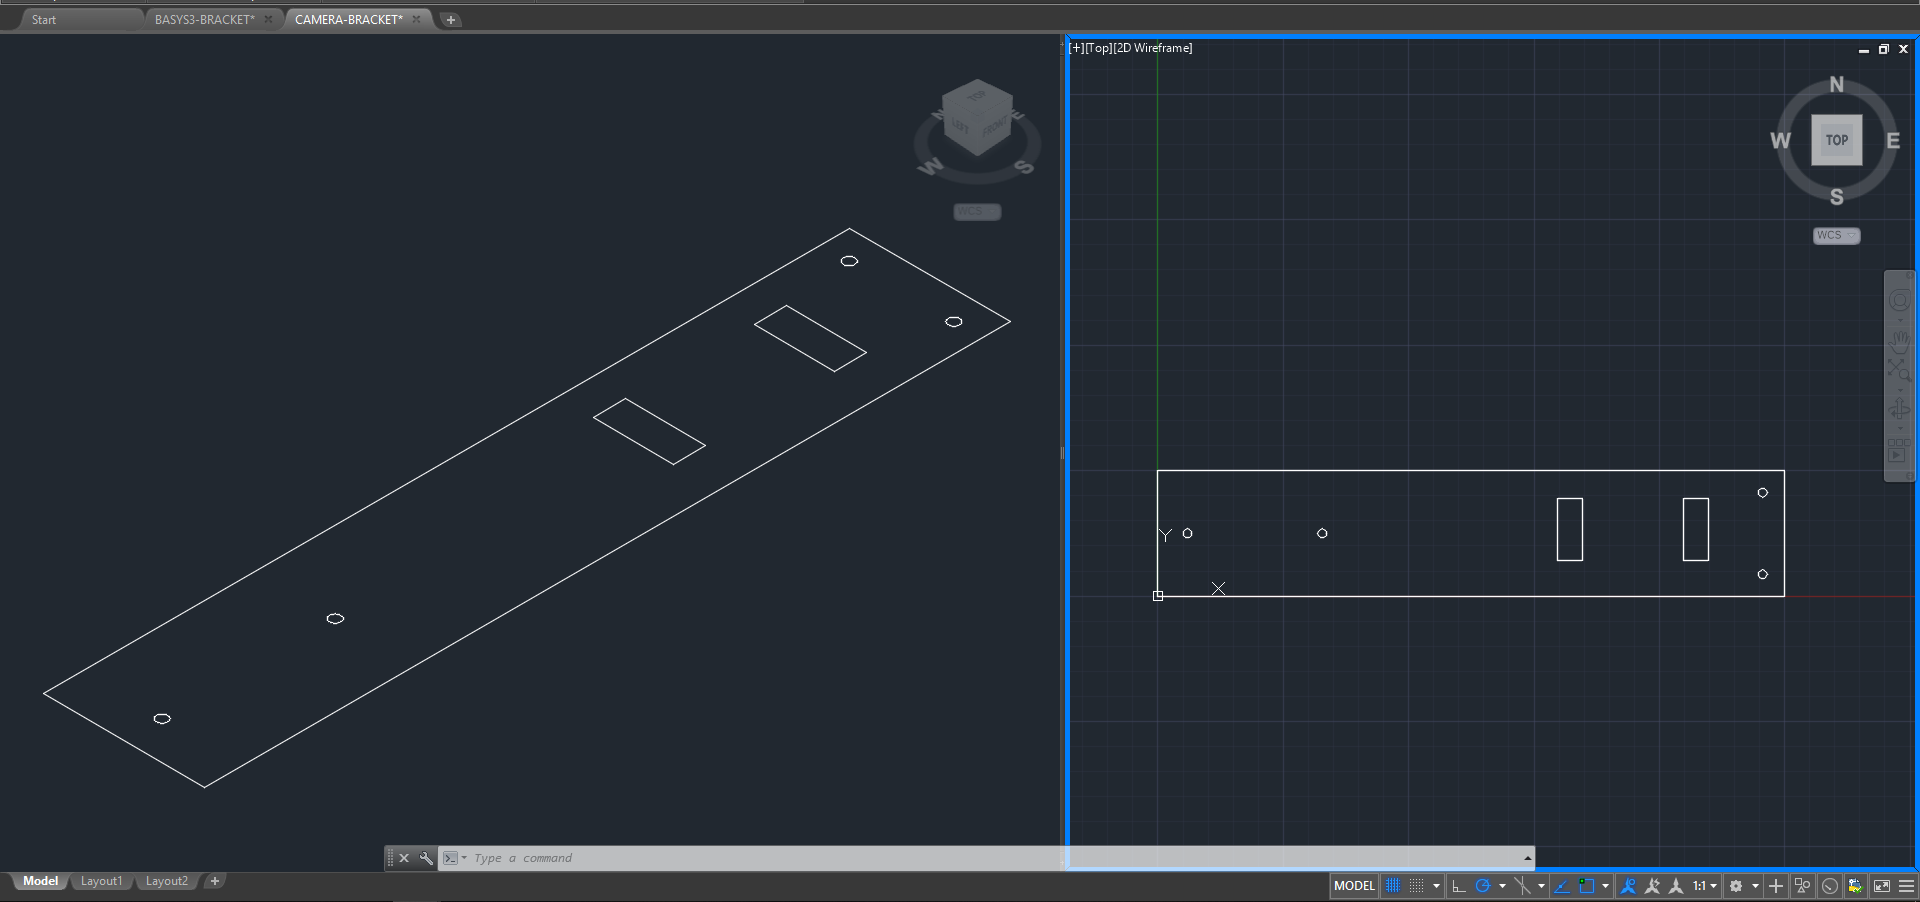 Start
BASYS3-BRACKET*
CAMERA-BRACKET*
[+][Top][2D Wireframe]
TOP
LEFT
FRONT
N
E
W
S
WCS
N
W
TOP
E
S
WCS
Y
X
Type a command
Model
Layout1
Layout2
MODEL
1:1